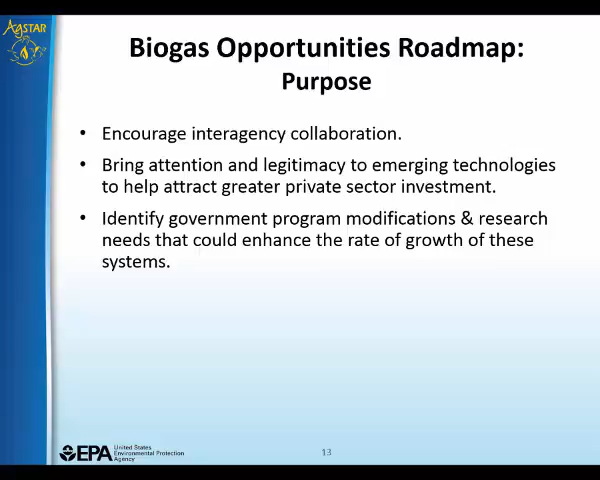 AgSTAR
Biogas Opportunities Roadmap:
Purpose
• Encourage interagency collaboration.
• Bring attention and legitimacy to emerging technologies
to help attract greater private sector investment.
• Identify government program modifications & research
needs that could enhance the rate of growth of these
systems.
EPA
United States
Environmental Protection
Agency
13